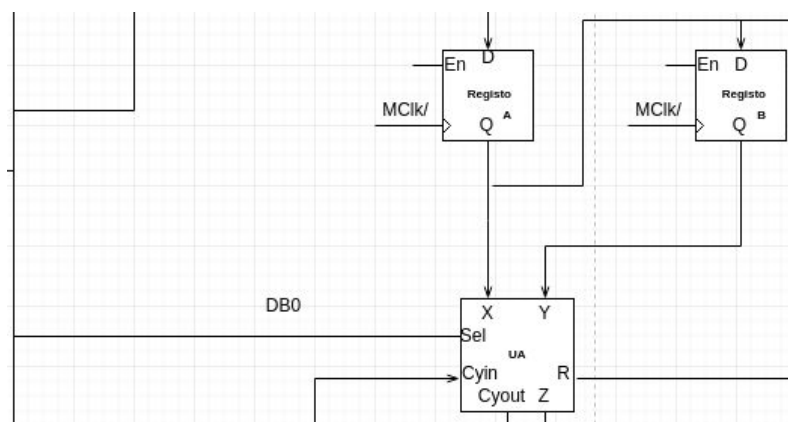 D
En
Registo
A
MClk/
Q
En D
Registo
B
MClk/
Q
DB0
X Y
Sel
UA
Cyin R
Cyout Z